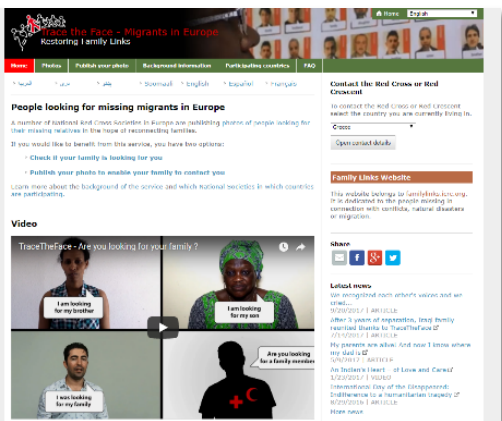 Home English
Trace the Face - Migrants in Europe
Restoring Family Links
Home Photos Publish your photo Background information Participating countries FAQ
Soomaali English Español Français
People looking for missing migrants in Europe
A number of National Red Cross Societies in Europe are publishing photos of people looking for
their missing relatives in the hope of reconnecting families.
If you would like to benefit from this service, you have two options:
Check if your family is looking for you
Publish your photo to enable your family to contact you
Learn more about the background of the service and which National Societies in which countries
are participating.
Video
TraceTheFace - Are you looking for your family ?
I am looking
for my brother
I am looking
for my son
I was looking
for my family
Are you looking
for a family member
Contact the Red Cross or Red
Crescent
To contact the Red Cross or Red Crescent
select the country you are currently living in.
Greece
Open contact details
Family Links Website
This website belongs to familylinks.icrc.org.
It is dedicated to the people missing in
connection with conflicts, natural disasters
or migration.
Share
Latest news
We recognized each other's voices and we
cried...
9/20/2017 | ARTICLE
After 3 years of separation, Iraqi family
reunited thanks to TraceTheFace
7/14/2017 | ARTICLE
My parents are alive! And now I know where
my dad is
5/9/2017 | ARTICLE
An Indian's Heart - of Love and Care
1/23/2017 | VIDEO
International Day of the Disappeared:
Indifference to a humanitarian tragedy
8/29/2016 | ARTICLE
More news